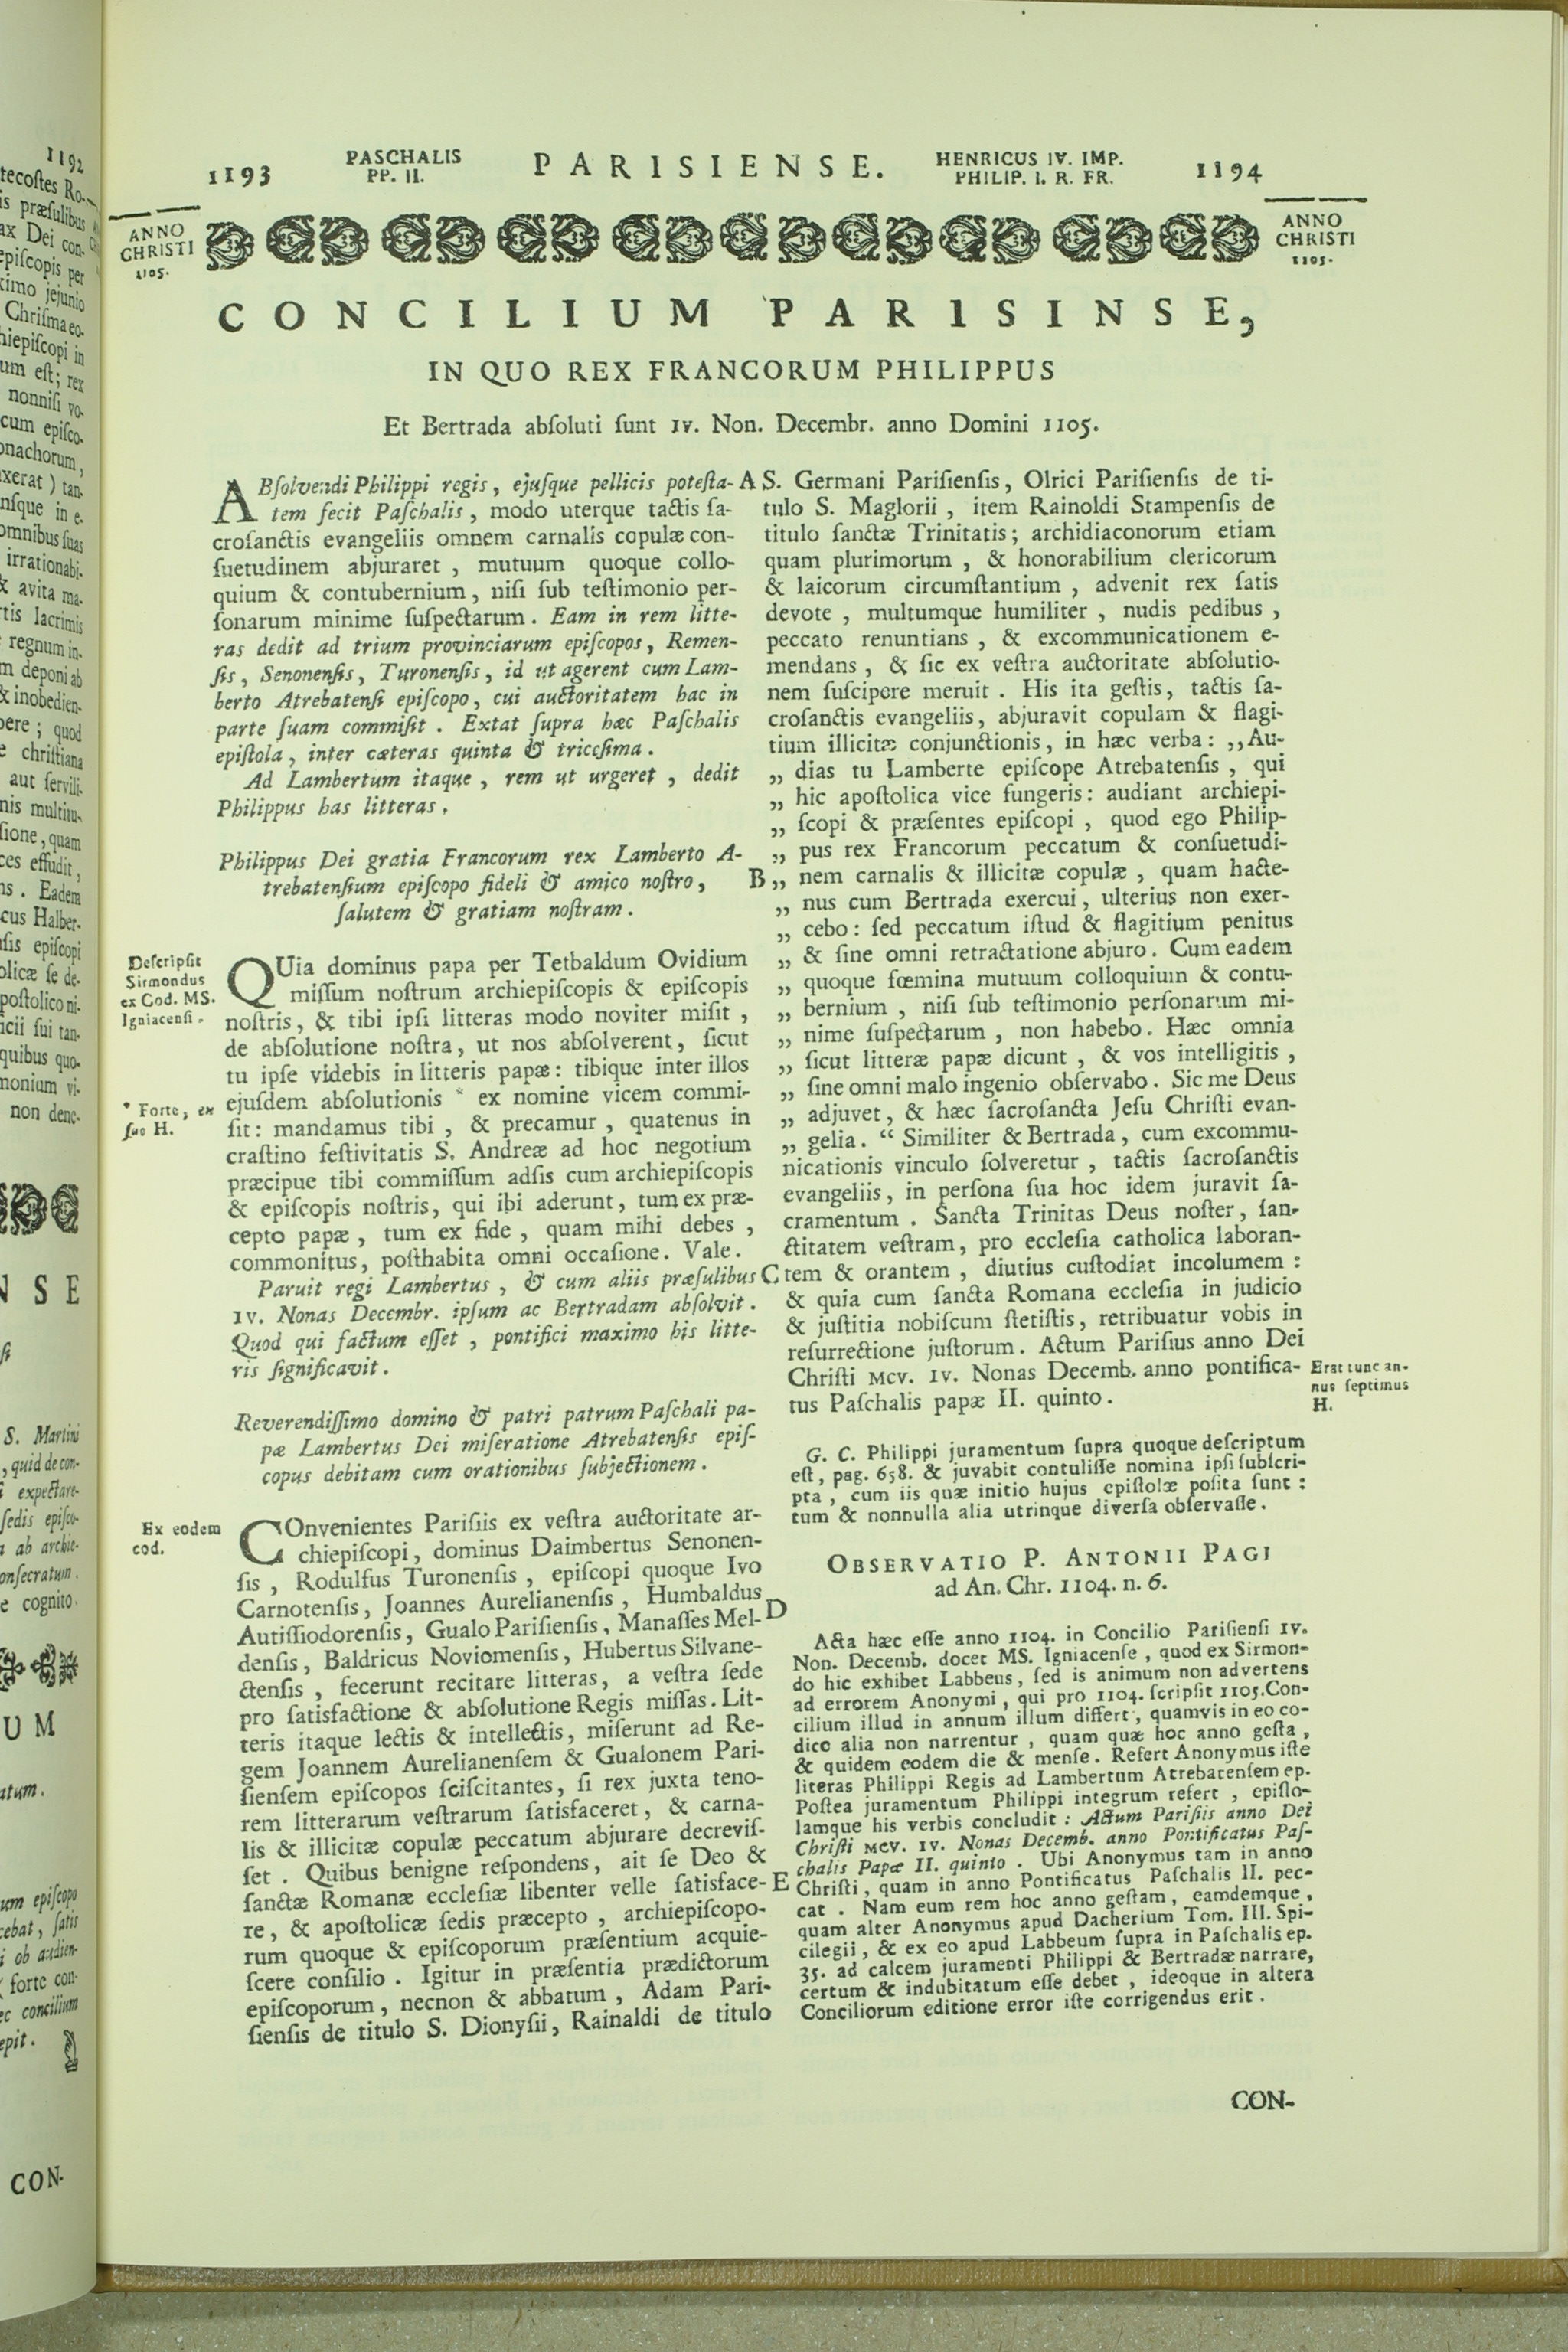 1193
PASCHALIS
PP. II.
PARISIENSE.
HENRICUS IV. IMP.
PHILIP. I. R. FR.
1194
ANNO
CHRISTI
1105.
ANNO
CHRISTI
1105.
CONCILIUM PARISINSE,
IN QUO REX FRANCORUM PHILIPPUS
Et Bertrada abſoluti ſunt IV. Non. Decembr. anno Domini 1105.
ABſolvendi Philippi regis, ejuſque pellicis poteſta-
tem fecit Paſchalis, modo uterque tactis ſa-
croſanctis evangeliis omnem carnalis copulæ con-
ſuetudinem abjuraret, mutuum quoque collo-
quium & contubernium, niſi ſub teſtimonio per-
ſonarum minime ſuſpectarum. Eam in rem litte-
ras dedit ad trium provinciarum epiſcopos, Remen-
ſis, Senonenſis, Turonenſis, id ut agerent cum Lam-
berto Atrebatenſi epiſcopo, cui auctoritatem hac in
parte ſuam commiſit. Extat ſupra hæc Paſchalis
epiſtola, inter cæteras quinta & triceſima.
Ad Lambertum itaque, rem ut urgeret, dedit
Philippus has litteras.
Philippus Dei gratia Francorum rex Lamberto A-
trebatenſium epiſcopo fideli & amico noſtro,
ſalutem & gratiam noſtram.
Deſcripſit
Sirmondus
ex Cod. MS.
Igniacenſi.
QUia dominus papa per Tetbaldum Ovidium
miſſum noſtrum archiepiſcopis & epiſcopis
noſtris, & tibi ipſi litteras modo noviter miſit,
de abſolutione noſtra, ut nos abſolverent, ſicut
tu ipſe videbis in litteris papæ: tibique inter illos
ejuſdem abſolutionis * ex nomine vicem commi-
ſit: mandamus tibi, & precamur, quatenus in
craſtino feſtivitatis S. Andreæ ad hoc negotium
præcipue tibi commiſſum adſis cum archiepiſcopis
& epiſcopis noſtris, qui ibi aderunt, tum ex præ-
cepto papæ, tum ex fide, quam mihi debes,
commonitus, poſthabita omni occaſione. Vale.
* Forte, ex
ſuo H.
Paruit regi Lambertus, & cum aliis præſulibus
IV. Nonas Decembr. ipſum ac Bertradam abſolvit.
Quod qui factum eſſet, pontifici maximo his litte-
ris ſignificavit.
Reverendiſſimo domino & patri patrum Paſchali pa-
pæ Lambertus Dei miſeratione Atrebatenſis epiſ-
copus debitam cum orationibus ſubjectionem.
Ex eodem
cod.
COnvenientes Pariſiis ex veſtra auctoritate ar-
chiepiſcopi, dominus Daimbertus Senonen-
ſis, Rodulfus Turonenſis, epiſcopi quoque Ivo
Carnotenſis, Joannes Aurelianenſis, Humbaldus
Autiſſiodorenſis, Gualo Pariſienſis, Manaſſes Mel-
denſis, Baldricus Noviomenſis, Hubertus Silvane-
ctenſis, fecerunt recitare litteras, a veſtra ſede
pro ſatisfactione & abſolutione Regis miſſas. Lit-
teris itaque lectis & intellectis, miſerunt ad Re-
gem Joannem Aurelianenſem & Gualonem Pari-
ſienſem epiſcopos ſciſcitantes, ſi rex juxta teno-
rem litterarum veſtrarum ſatisfaceret, & carna-
lis & illicitæ copulæ peccatum abjurare decreviſ-
ſet. Quibus benigne reſpondens, ait ſe Deo &
ſanctæ Romanæ eccleſiæ libenter velle ſatisface-
re, & apoſtolicæ ſedis præcepto, archiepiſcopo-
rum quoque & epiſcoporum præſentium acquie-
ſcere conſilio. Igitur in præſentia prædictorum
epiſcoporum, necnon & abbatum, Adam Pari-
ſienſis de titulo S. Dionyſii, Rainaldi de titulo
A S. Germani Pariſienſis, Olrici Pariſienſis de ti-
tulo S. Maglorii, item Rainoldi Stampenſis de
titulo ſanctæ Trinitatis; archidiaconorum etiam
quam plurimorum, & honorabilium clericorum
& laicorum circumſtantium, advenit rex ſatis
devote, multumque humiliter, nudis pedibus,
peccato renuntians, & excommunicationem e-
mendans, & ſic ex veſtra auctoritate abſolutio-
nem ſuſcipere meruit. His ita geſtis, tactis ſa-
croſanctis evangeliis, abjuravit copulam & flagi-
tium illicitæ conjunctionis, in hæc verba: ,,Au-
,, dias tu Lamberte epiſcope Atrebatenſis, qui
,, hic apoſtolica vice fungeris: audiant archiepi-
,, ſcopi & præſentes epiſcopi, quod ego Philip-
,, pus rex Francorum peccatum & conſuetudi-
B ,, nem carnalis & illicitæ copulæ, quam hacte-
,, nus cum Bertrada exercui, ulterius non exer-
,, cebo: ſed peccatum iſtud & flagitium penitus
,, & ſine omni retractatione abjuro. Cum eadem
,, quoque fœmina mutuum colloquium & contu-
,, bernium, niſi ſub teſtimonio perſonarum mi-
,, nime ſuſpectarum, non habebo. Hæc omnia
,, ſicut litteræ papæ dicunt, & vos intelligitis,
,, ſine omni malo ingenio obſervabo. Sic me Deus
,, adjuvet, & hæc ſacroſancta Jeſu Chriſti evan-
,, gelia. “ Similiter & Bertrada, cum excommu-
nicationis vinculo ſolveretur, tactis ſacroſanctis
evangeliis, in perſona ſua hoc idem juravit ſa-
cramentum. Sancta Trinitas Deus noſter, ſan-
ctitatem veſtram, pro eccleſia catholica laboran-
C tem & orantem, diutius cuſtodiat incolumem:
& quia cum ſancta Romana eccleſia in judicio
& juſtitia nobiſcum ſtetiſtis, retribuatur vobis in
reſurrectione juſtorum. Actum Pariſius anno Dei
Chriſti MCV. IV. Nonas Decemb. anno pontifica-
tus Paſchalis papæ II. quinto.
Erat tunc an-
nus ſeptimus
H.
G. C. Philippi juramentum ſupra quoque deſcriptum
eſt, pag. 658. & juvabit contuliſſe nomina ipſi ſubſcri-
pta, cum iis quæ initio hujus epiſtolæ poſita ſunt:
tum & nonnulla alia utrinque diverſa obſervaſſe.
OBSERVATIO P. ANTONII PAGI
ad An. Chr. 1104. n. 6.
D
Acta hæc eſſe anno 1104. in Concilio Pariſienſi IV.
Non. Decemb. docet MS. Igniacenſe, quod ex Sirmon-
do hic exhibet Labbeus, ſed is animum non advertens
ad errorem Anonymi, qui pro 1104. ſcripſit 1105. Con-
cilium illud in annum illum differt, quamvis in eo co-
dice alia non narrentur, quam quæ hoc anno geſta,
& quidem eodem die & menſe. Refert Anonymus iſte
literas Philippi Regis ad Lambertum Atrebatenſem ep.
Poſtea juramentum Philippi integrum refert, epiſto-
lamque his verbis concludit: Actum Pariſiis anno Dei
Chriſti MCV. IV. Nonas Decemb. anno Pontificatus Paſ-
chalis Papæ II. quinto. Ubi Anonymus tam in anno
E Chriſti, quam in anno Pontificatus Paſchalis II. pec-
cat. Nam eum rem hoc anno geſtam, eamdemque,
quam alter Anonymus apud Dacherium Tom. III. Spi-
cilegii, & ex eo apud Labbeum ſupra in Paſchalis ep.
35. ad calcem juramenti Philippi & Bertradæ narrare,
certum & indubitatum eſſe debet, ideoque in altera
Conciliorum editione error iſte corrigendus erit.
CON-